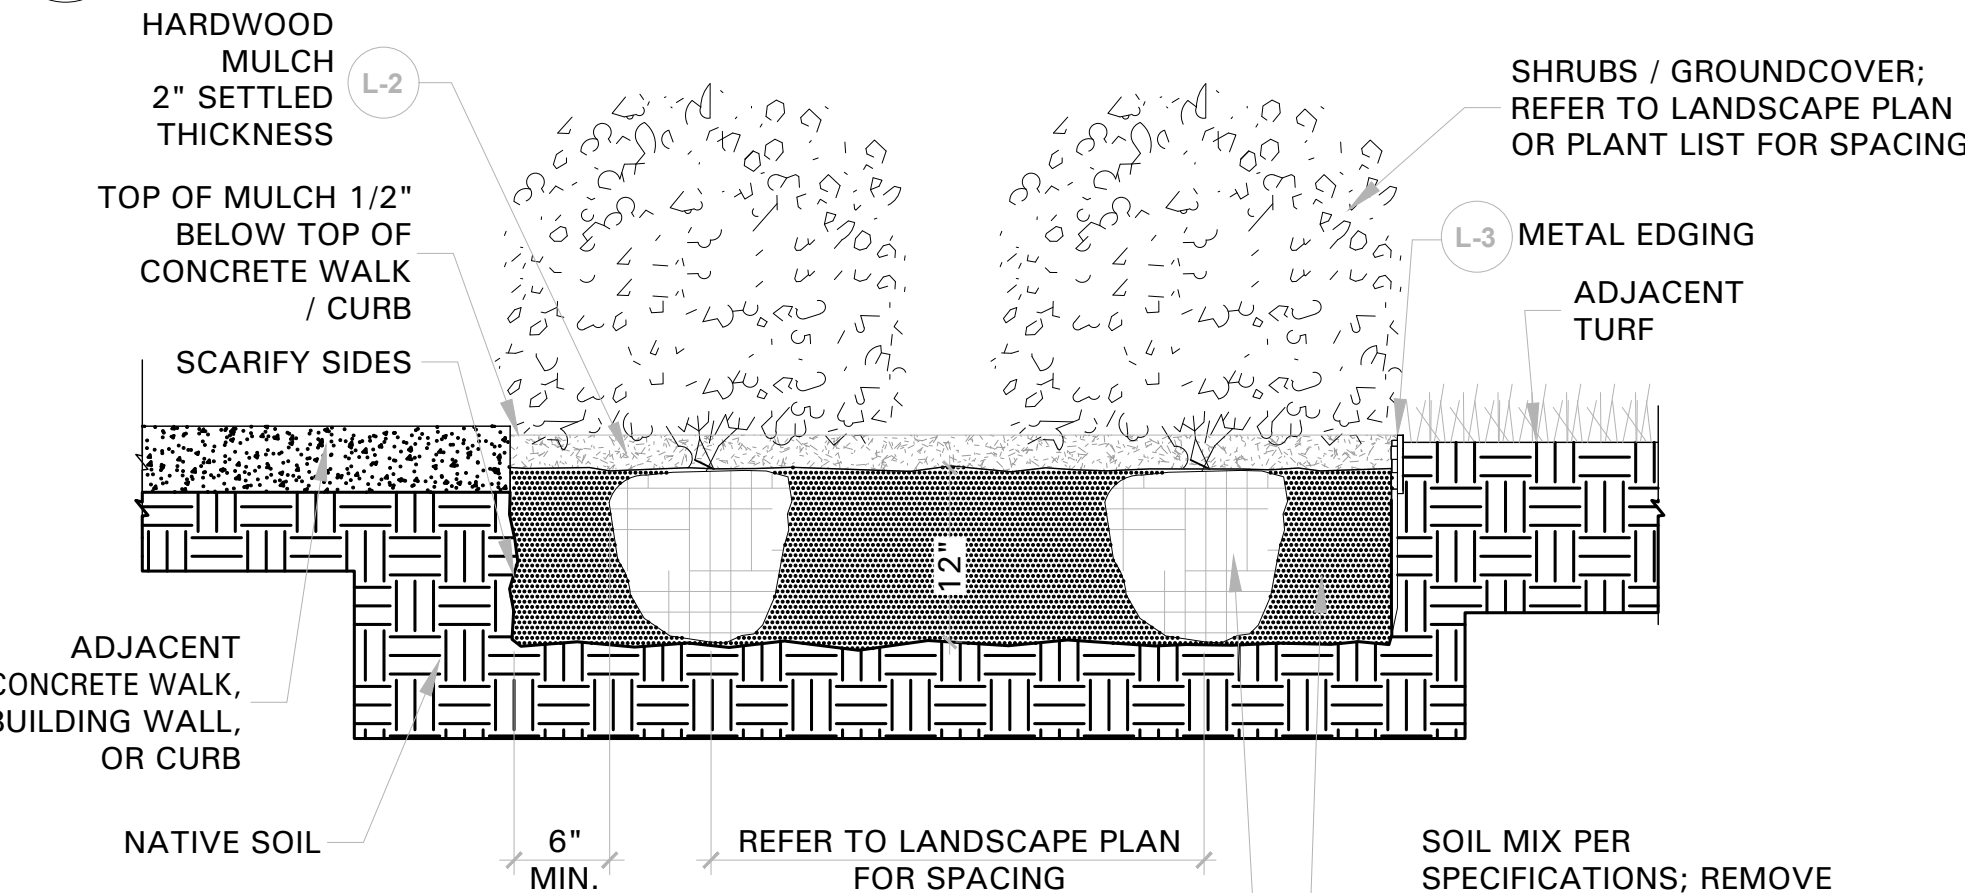 HARDWOOD
MULCH
2" SETTLED
THICKNESS
L-2
SHRUBS / GROUNDCOVER;
REFER TO LANDSCAPE PLAN
OR PLANT LIST FOR SPACING
TOP OF MULCH 1/2"
BELOW TOP OF
CONCRETE WALK
/ CURB
L-3 METAL EDGING
ADJACENT
TURF
SCARIFY SIDES
12"
ADJACENT
CONCRETE WALK,
BUILDING WALL,
OR CURB
NATIVE SOIL
6"
MIN.
REFER TO LANDSCAPE PLAN
FOR SPACING
SOIL MIX PER
SPECIFICATIONS; REMOVE